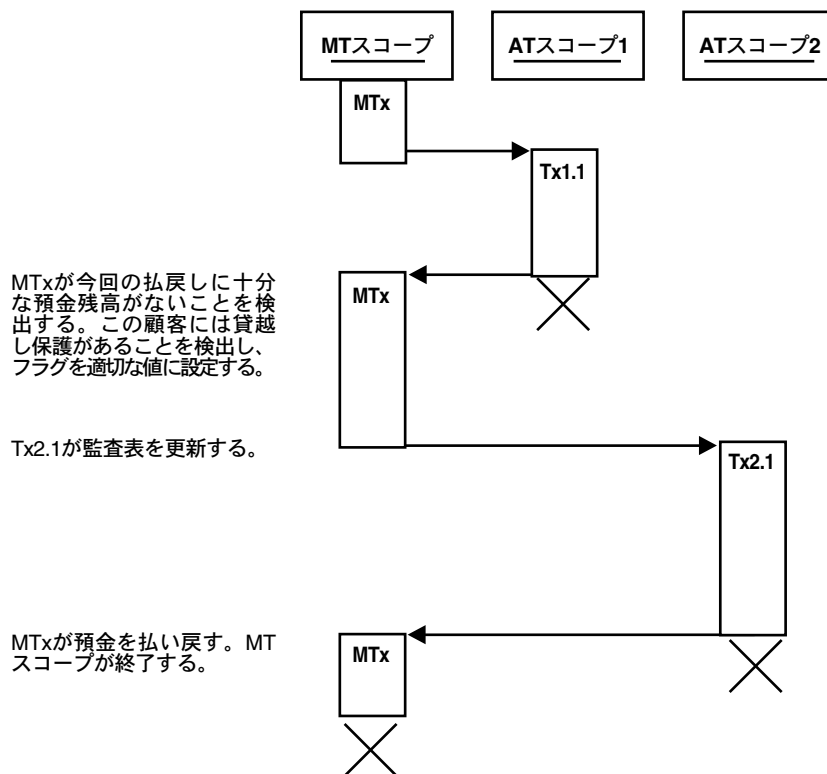 MTスコープ
ATスコープ1
ATスコープ2
MTx
Tx1.1
MTxが今回の払戻しに十分
な預金残高がないことを検
出する。この顧客には貸越
し保護があることを検出し、
フラグを適切な値に設定する。
MTx
Tx2.1が監査表を更新する。
Tx2.1
MTxが預金を払い戻す。MT
スコープが終了する。
MTx